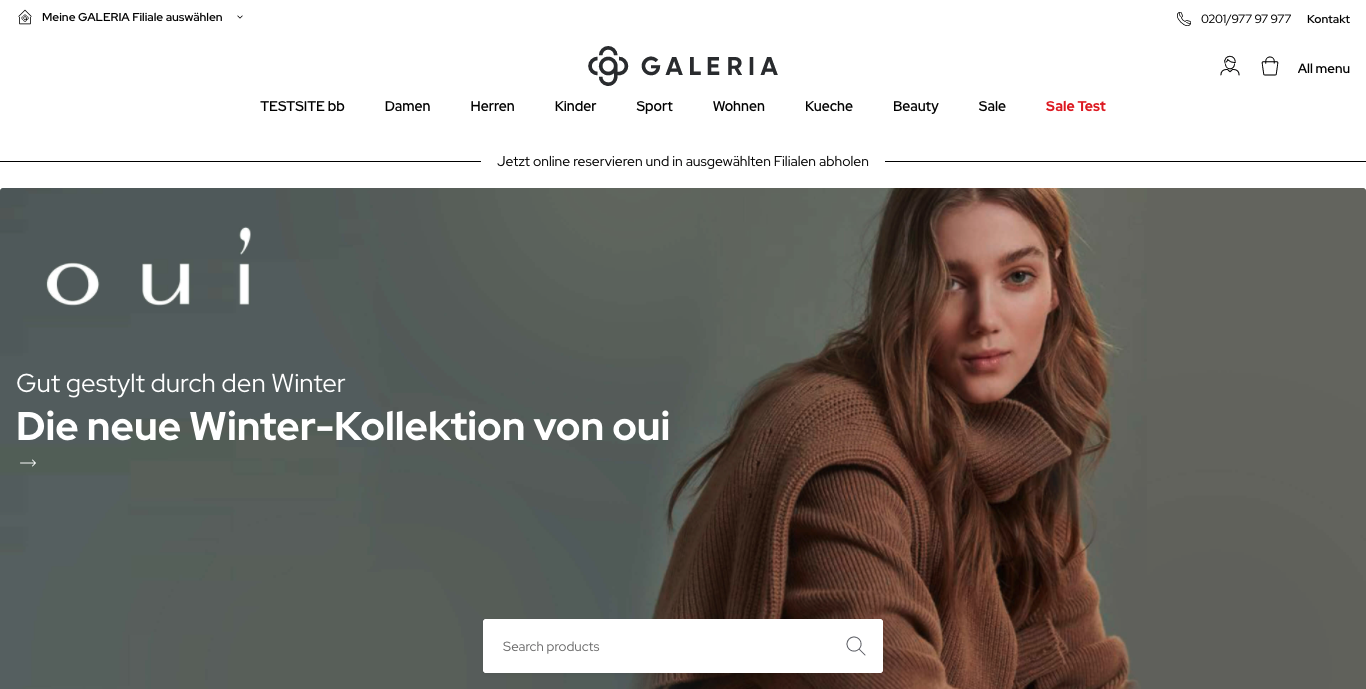 Meine GALERIA Filiale auswählen
0201/977 97 977 Kontakt
GALERIA
All menu
TESTSITE bb Damen Herren Kinder Sport Wohnen Kueche Beauty Sale Sale Test
Jetzt online reservieren und in ausgewählten Filialen abholen
oui
Gut gestylt durch den Winter
Die neue Winter-Kollektion von oui
→
Search products